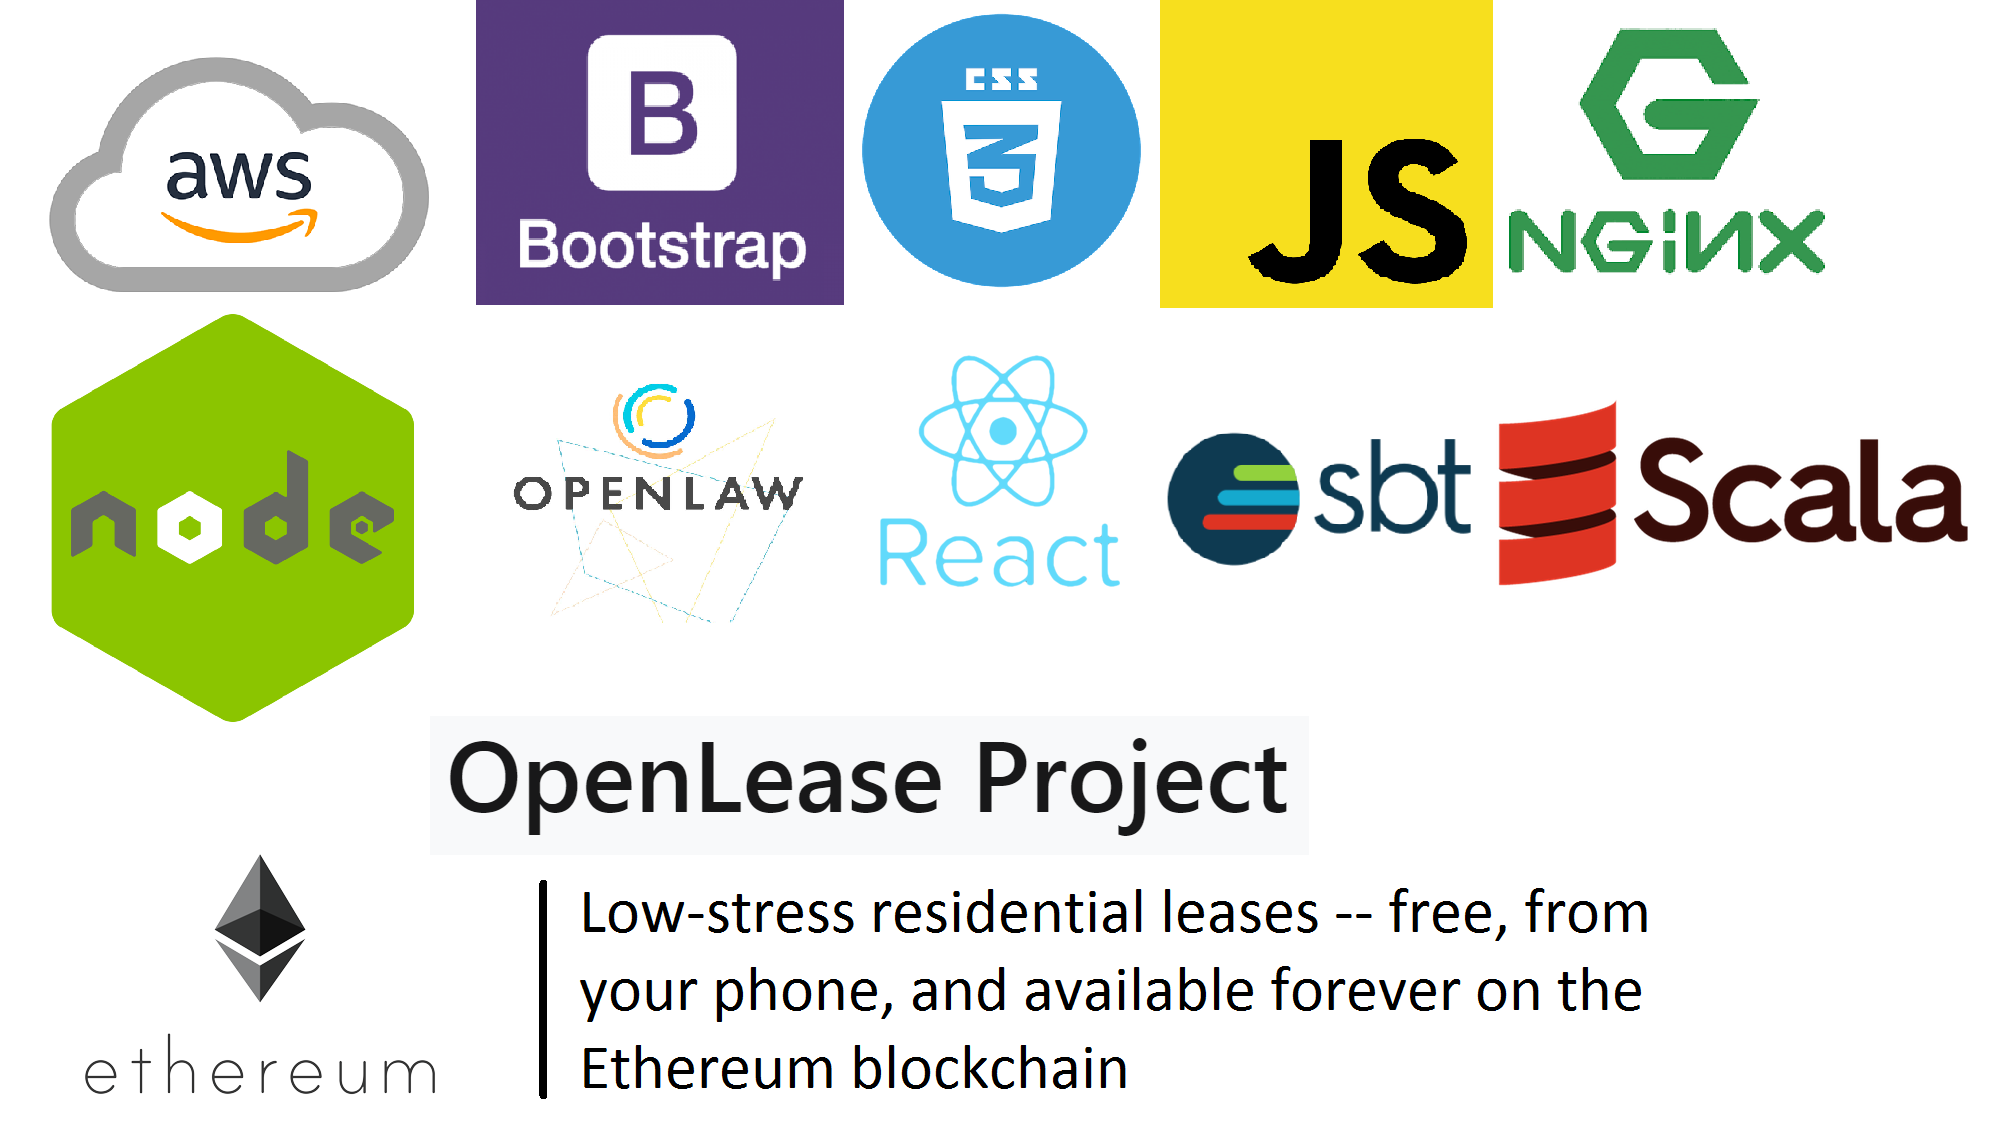 aws
B
Bootstrap
CSS
3
JS
G
NGiNX
node
OPENLAW
React
sbt
Scala
OpenLease Project
ethereum
Low-stress residential leases -- free, from
your phone, and available forever on the
Ethereum blockchain